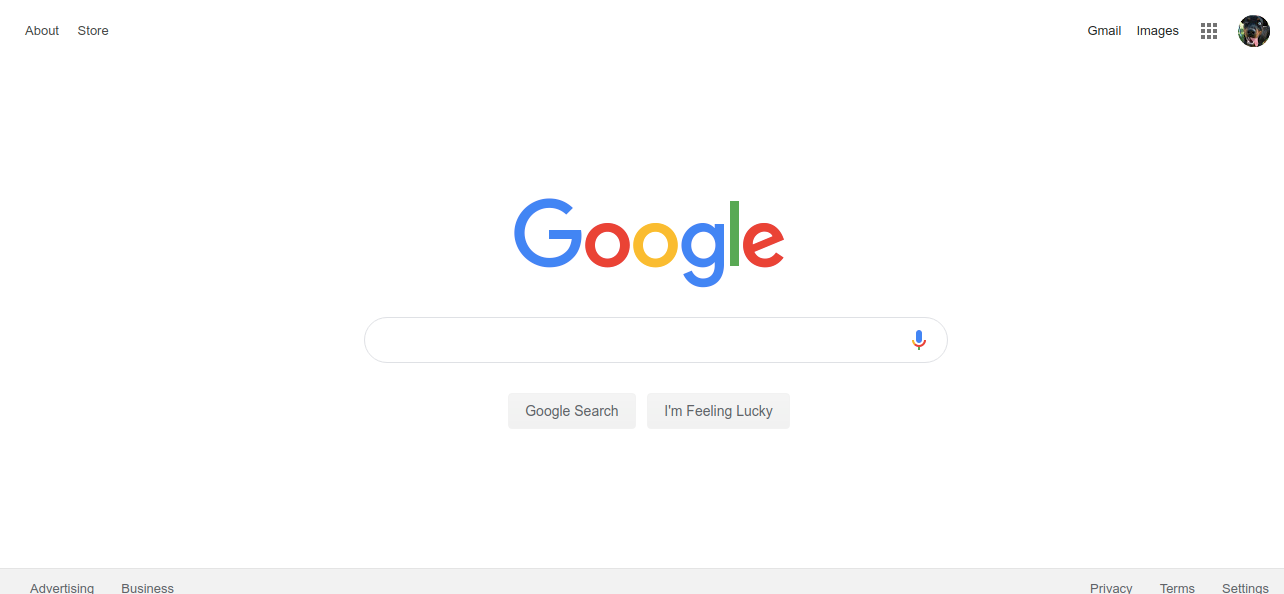 About Store Gmail Images
Google
Google Search I'm Feeling Lucky
Advertising Business Privacy Terms Settings